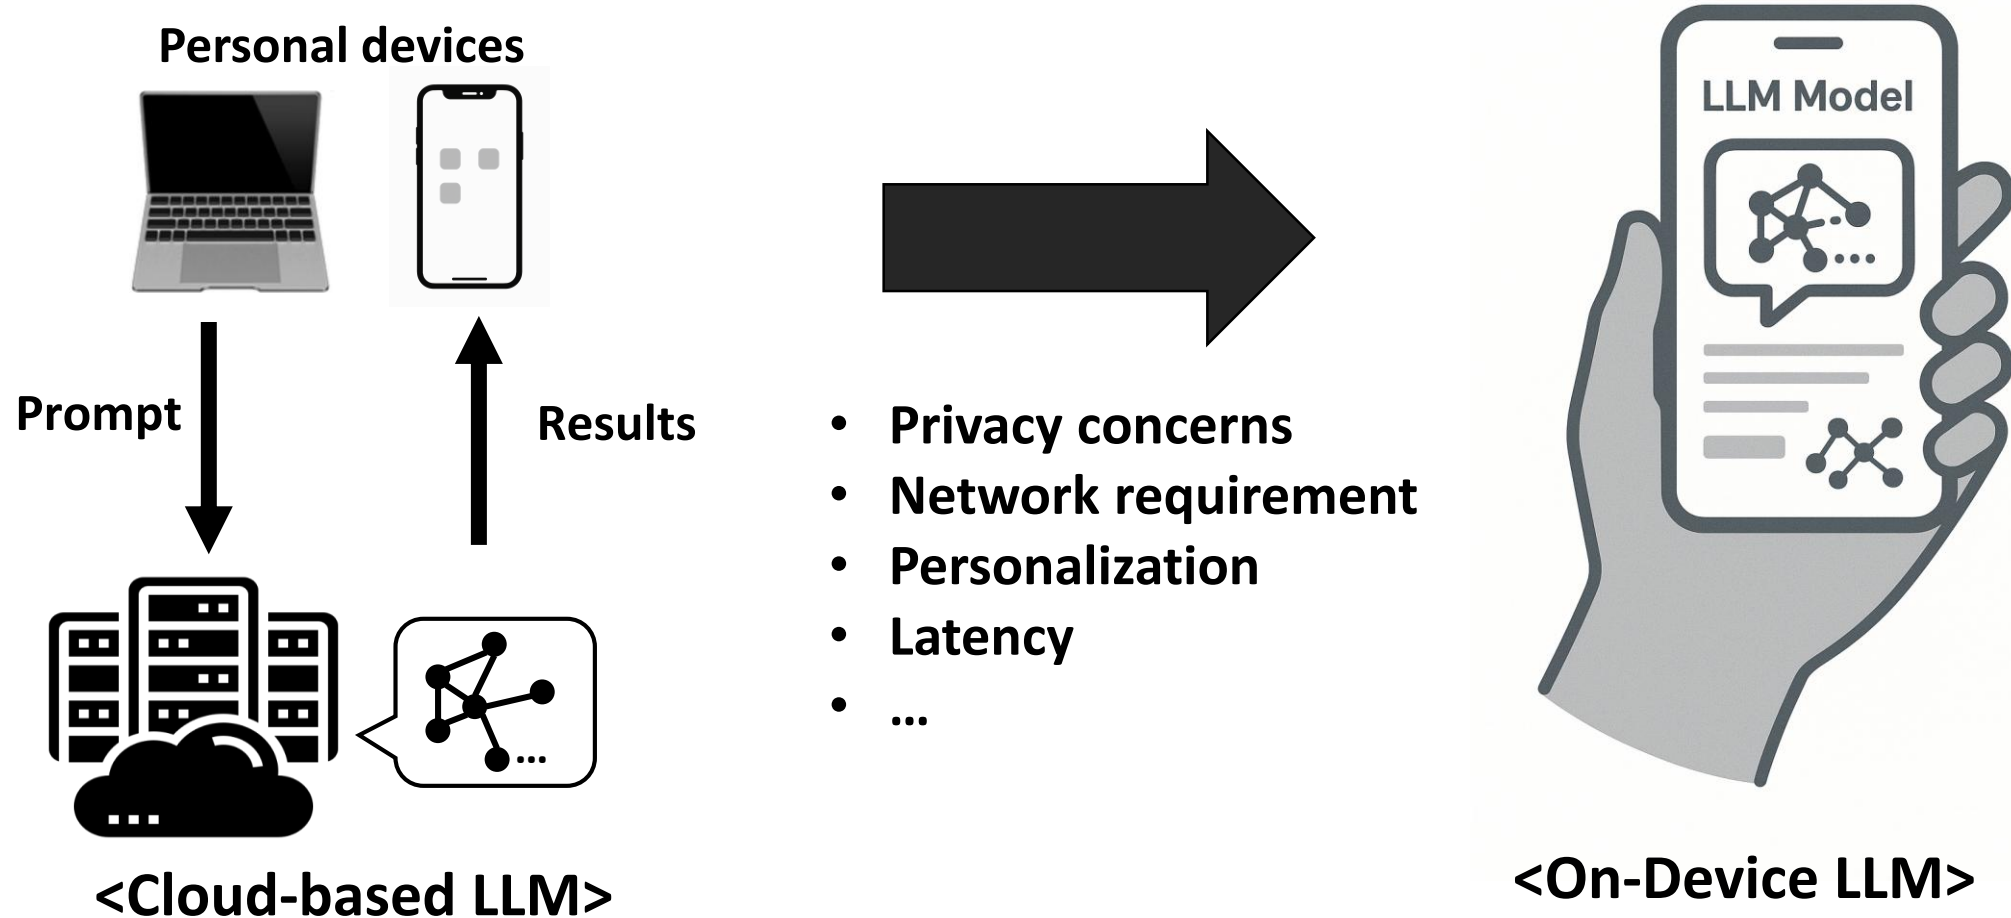 Personal devices
Prompt
Results
<Cloud-based LLM>
• Privacy concerns
• Network requirement
• Personalization
• Latency
• ...
LLM Model
<On-Device LLM>